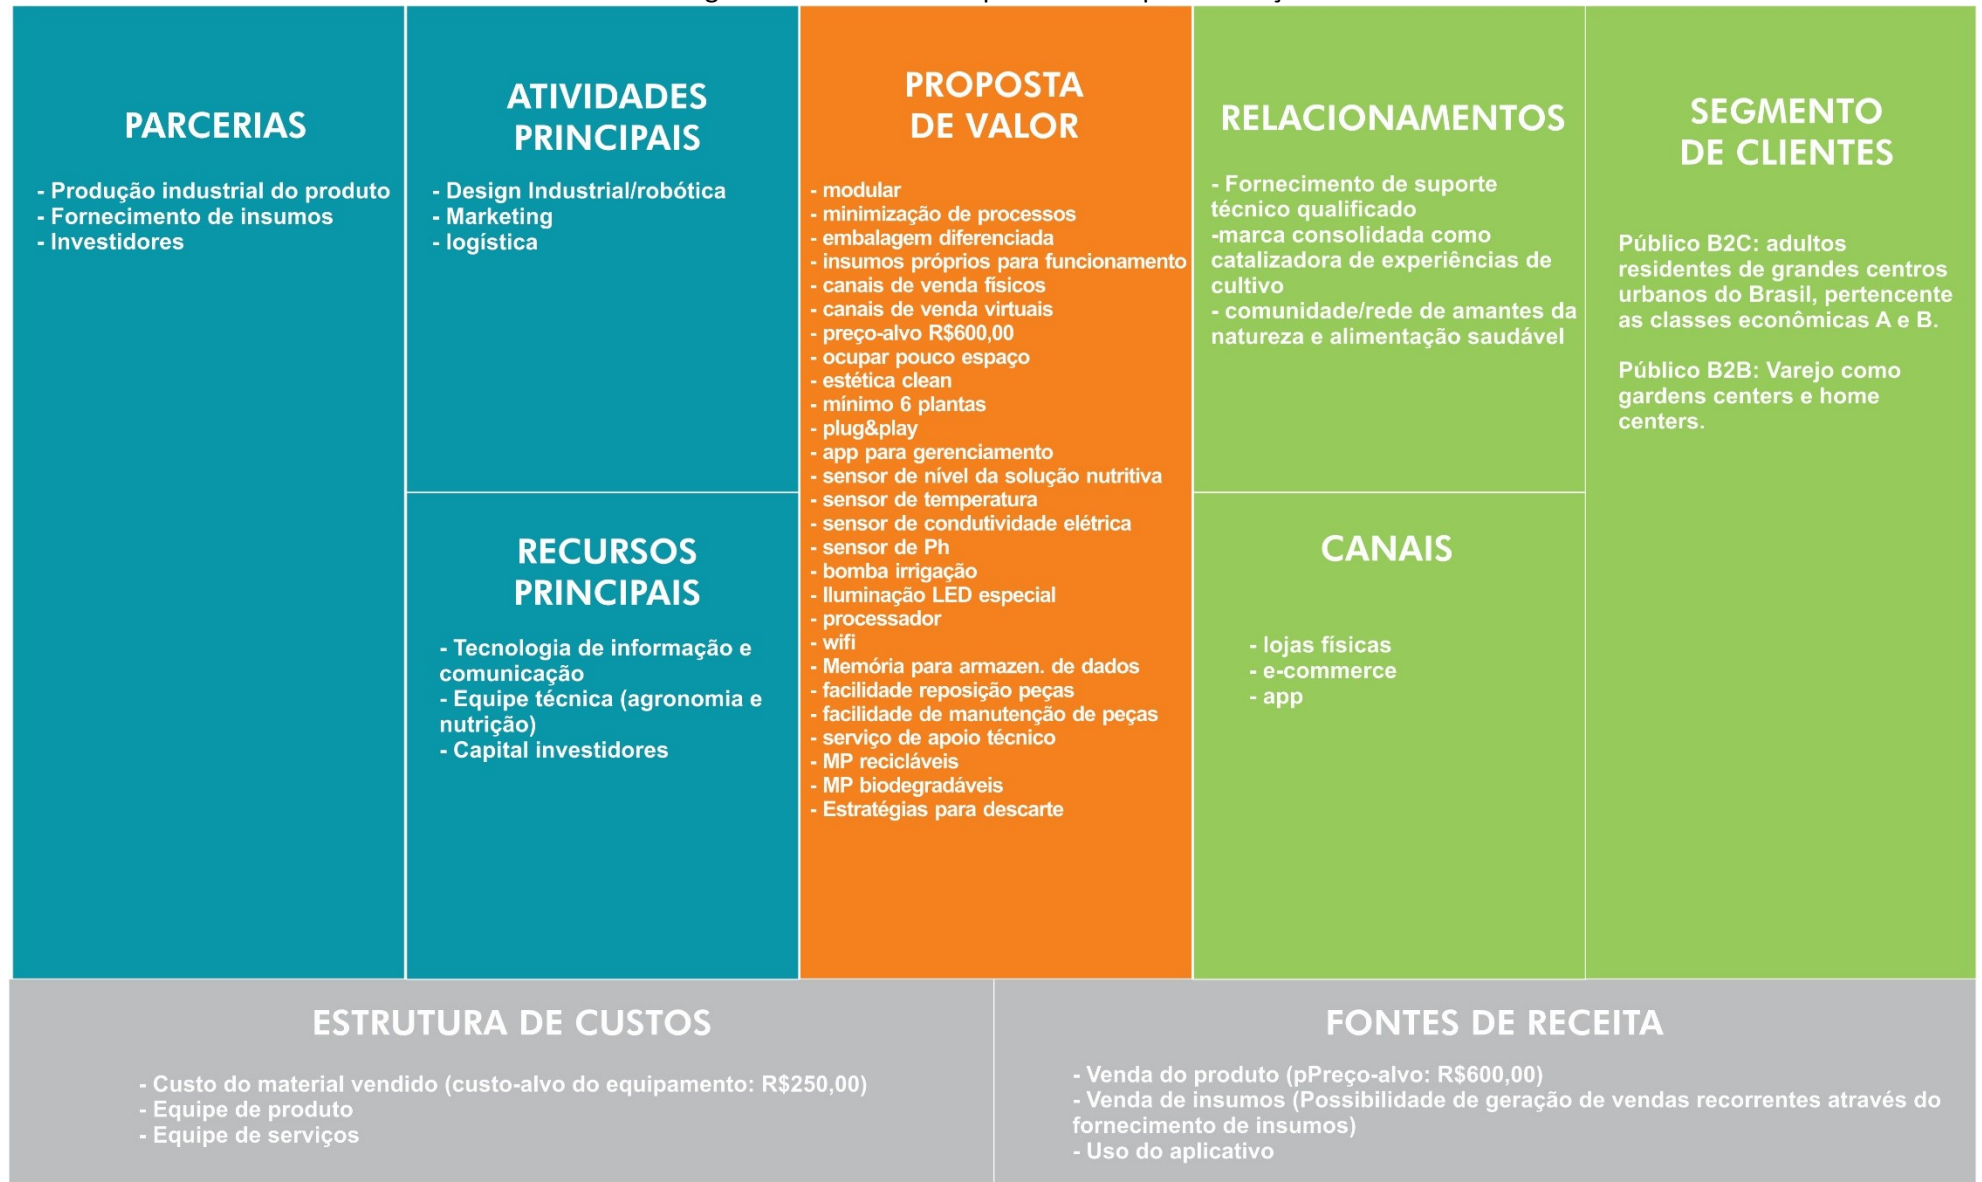 PARCERIAS
- Produção industrial do produto
- Fornecimento de insumos
- Investidores
ATIVIDADES
PRINCIPAIS
- Design Industrial/robótica
- Marketing
- logística
RECURSOS
PRINCIPAIS
- Tecnologia de informação e
comunicação
- Equipe técnica (agronomia e
nutrição)
- Capital investidores
PROPOSTA
DE VALOR
- modular
- minimização de processos
- embalagem diferenciada
- insumos próprios para funcionamento
- canais de venda físicos
- canais de venda virtuais
- preço-alvo R$600,00
- ocupar pouco espaço
- estética clean
- mínimo 6 plantas
- plug&play
- app para gerenciamento
- sensor de nível da solução nutritiva
- sensor de temperatura
- sensor de condutividade elétrica
- sensor de Ph
- bomba irrigação
- Iluminação LED especial
- processador
- wifi
- Memória para armazen. de dados
- facilidade reposição peças
- facilidade de manutenção de peças
- serviço de apoio técnico
- MP recicláveis
- MP biodegradáveis
- Estratégias para descarte
RELACIONAMENTOS
- Fornecimento de suporte
técnico qualificado
-marca consolidada como
catalizadora de experiências de
cultivo
- comunidade/rede de amantes da
natureza e alimentação saudável
CANAIS
- lojas físicas
- e-commerce
- app
SEGMENTO
DE CLIENTES
Público B2C: adultos
residentes de grandes centros
urbanos do Brasil, pertencente
as classes econômicas A e B.
Público B2B: Varejo como
gardens centers e home
centers.
ESTRUTURA DE CUSTOS
- Custo do material vendido (custo-alvo do equipamento: R$250,00)
- Equipe de produto
- Equipe de serviços
FONTES DE RECEITA
- Venda do produto (pPreço-alvo: R$600,00)
- Venda de insumos (Possibilidade de geração de vendas recorrentes através do
fornecimento de insumos)
- Uso do aplicativo